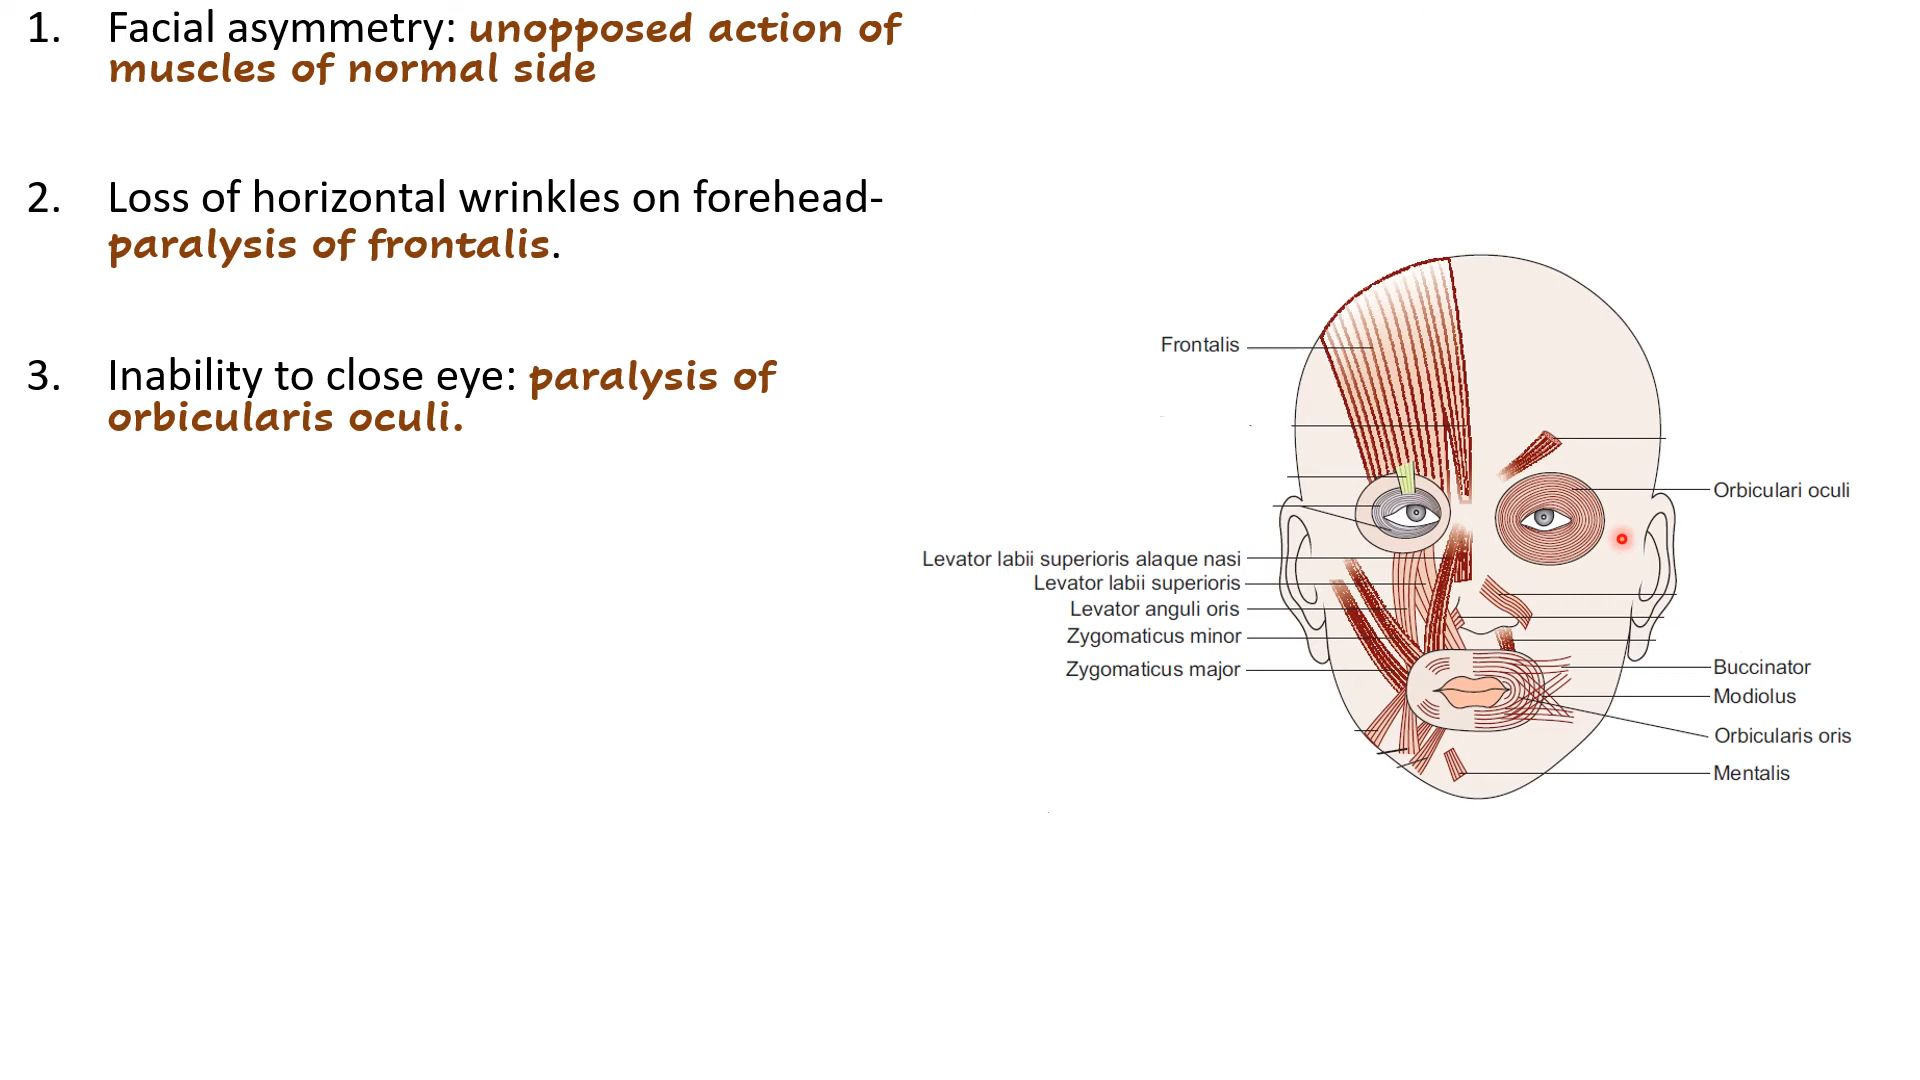 1. Facial asymmetry: unopposed action of
muscles of normal side
2. Loss of horizontal wrinkles on forehead-
paralysis of frontalis.
3. Inability to close eye: paralysis of
orbicularis oculi.
Frontalis
Orbiculari oculi
Levator labii superioris alaque nasi
Levator labii superioris
Levator anguli oris
Zygomaticus minor
Zygomaticus major
Buccinator
Modiolus
Orbicularis oris
Mentalis